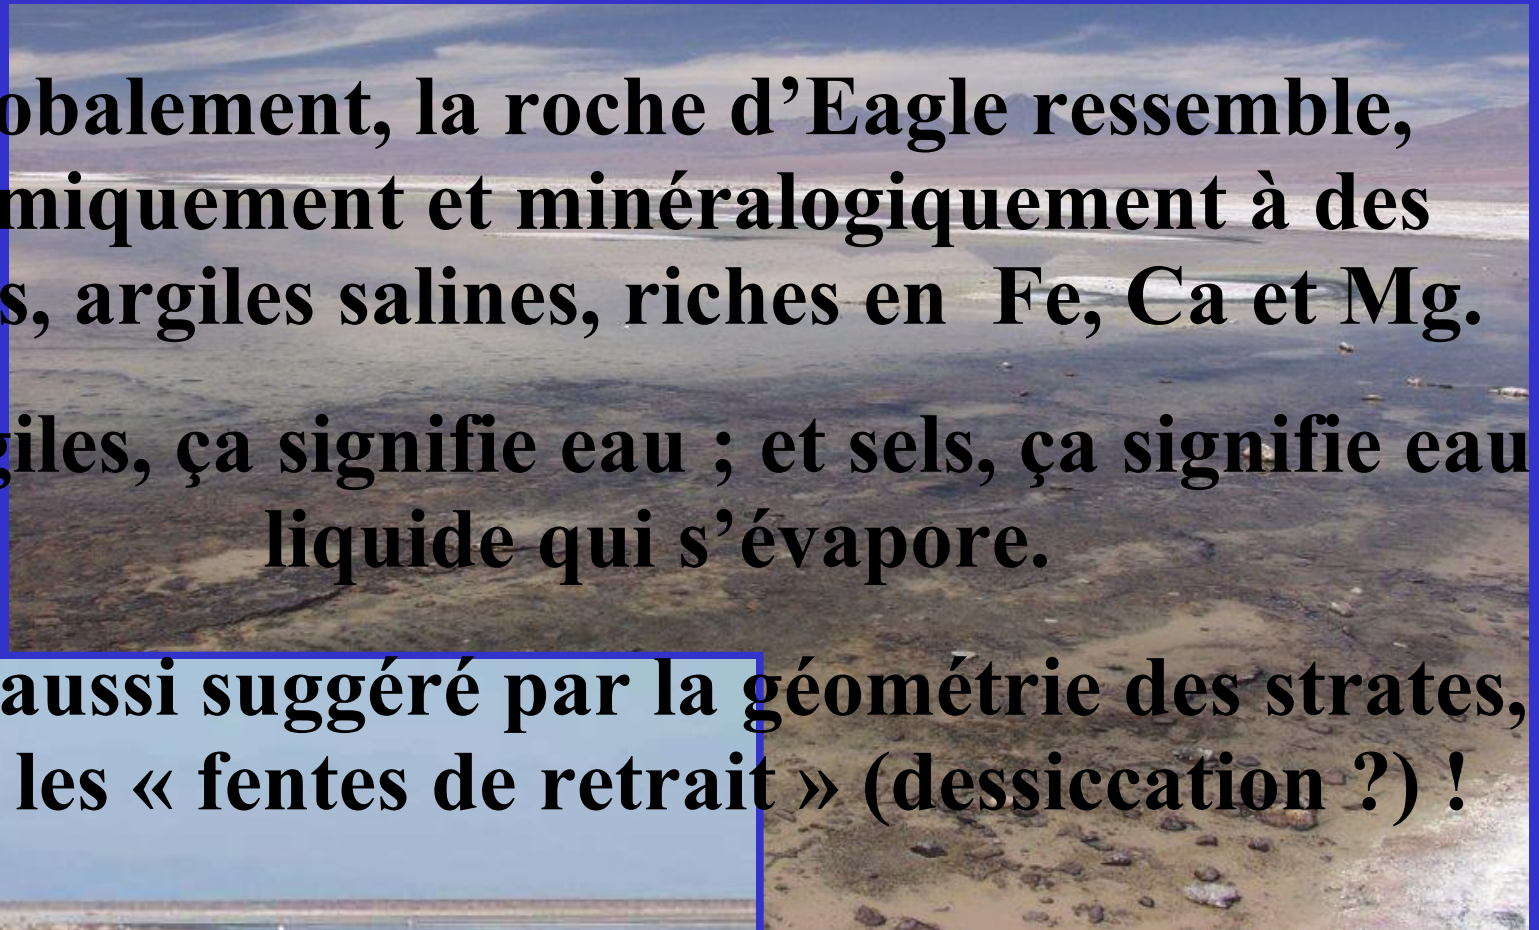 obalement, la roche d’Eagle ressemble,
miquement et minéralogiquement à des
s, argiles salines, riches en Fe, Ca et Mg.
giles, ça signifie eau ; et sels, ça signifie eau
liquide qui s’évapore.
aussi suggéré par la géométrie des strates,
les « fentes de retrait » (dessiccation ?) !